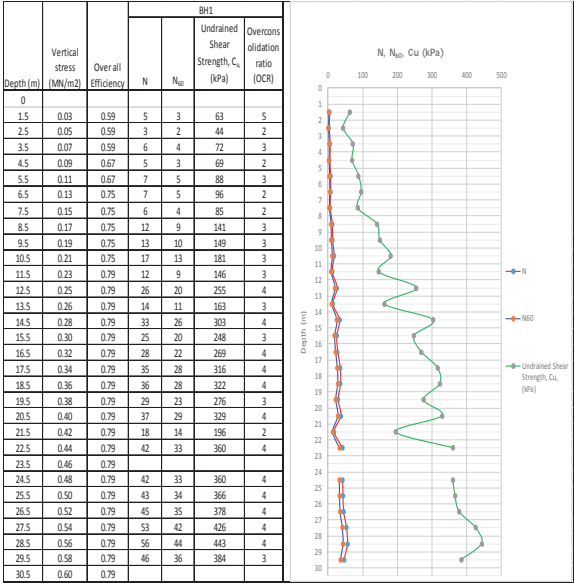 BH1
Depth (m) Vertical stress (MN/m2) Over all Efficiency N N60 Undrained Shear Strength, Cu, (kPa) Overconsolidation ratio (OCR)
0
1.5 0.03 0.59 5 3 63 5
2.5 0.05 0.59 3 2 44 2
3.5 0.07 0.59 6 4 72 3
4.5 0.09 0.67 5 3 69 2
5.5 0.11 0.67 7 5 88 3
6.5 0.13 0.75 7 5 96 2
7.5 0.15 0.75 6 4 85 2
8.5 0.17 0.75 12 9 141 3
9.5 0.19 0.75 13 10 149 3
10.5 0.21 0.75 17 13 181 3
11.5 0.23 0.79 12 9 146 3
12.5 0.25 0.79 26 20 255 4
13.5 0.26 0.79 14 11 163 3
14.5 0.28 0.79 33 26 303 4
15.5 0.30 0.79 25 20 248 3
16.5 0.32 0.79 28 22 269 4
17.5 0.34 0.79 35 28 316 4
18.5 0.36 0.79 36 28 322 4
19.5 0.38 0.79 29 23 276 3
20.5 0.40 0.79 37 29 329 4
21.5 0.42 0.79 18 14 196 2
22.5 0.44 0.79 42 33 360 4
23.5 0.46 0.79
24.5 0.48 0.79 42 33 360 4
25.5 0.50 0.79 43 34 366 4
26.5 0.52 0.79 45 35 378 4
27.5 0.54 0.79 53 42 426 4
28.5 0.56 0.79 56 44 443 4
29.5 0.58 0.79 46 36 384 3
30.5 0.60 0.79
N, N60, Cu (kPa)
0 100 200 300 400 500
0
1
2
3
4
5
6
7
8
9
10
11
12
13
14
15
16
17
18
19
20
21
22
23
24
25
26
27
28
29
30
Depth (m)
N
N60
Undrained Shear
Strength, Cu,
(kPa)